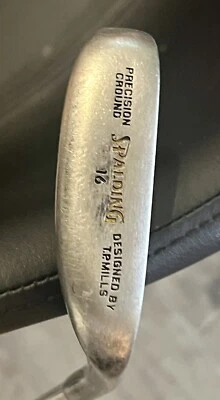 PRECISION
GROUND
SPALDING
16
DESIGNED BY
T.P.MILLS